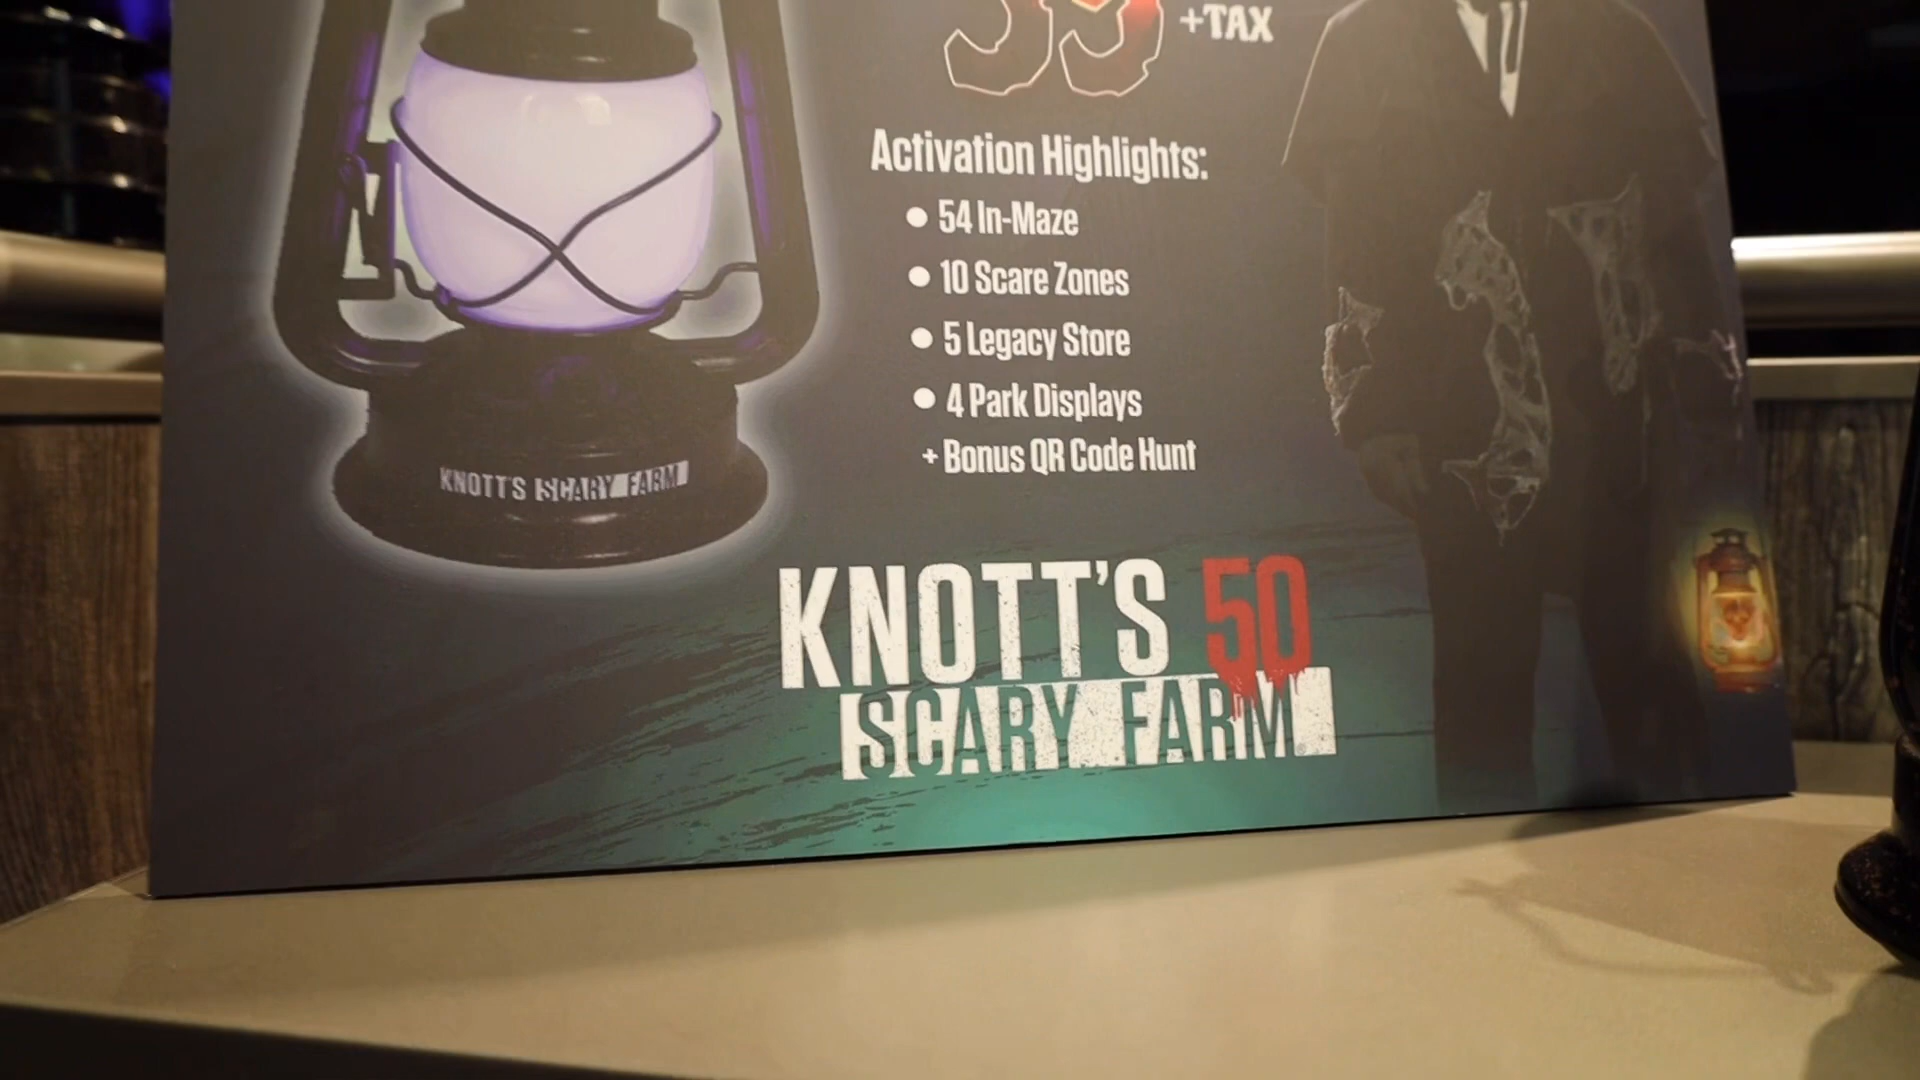 +TAX
Activation Highlights:
● 54 In-Maze
● 10 Scare Zones
● 5 Legacy Store
● 4 Park Displays
+ Bonus QR Code Hunt
KNOTT'S SCARY FARM
KNOTT'S 50
SCARY FARM